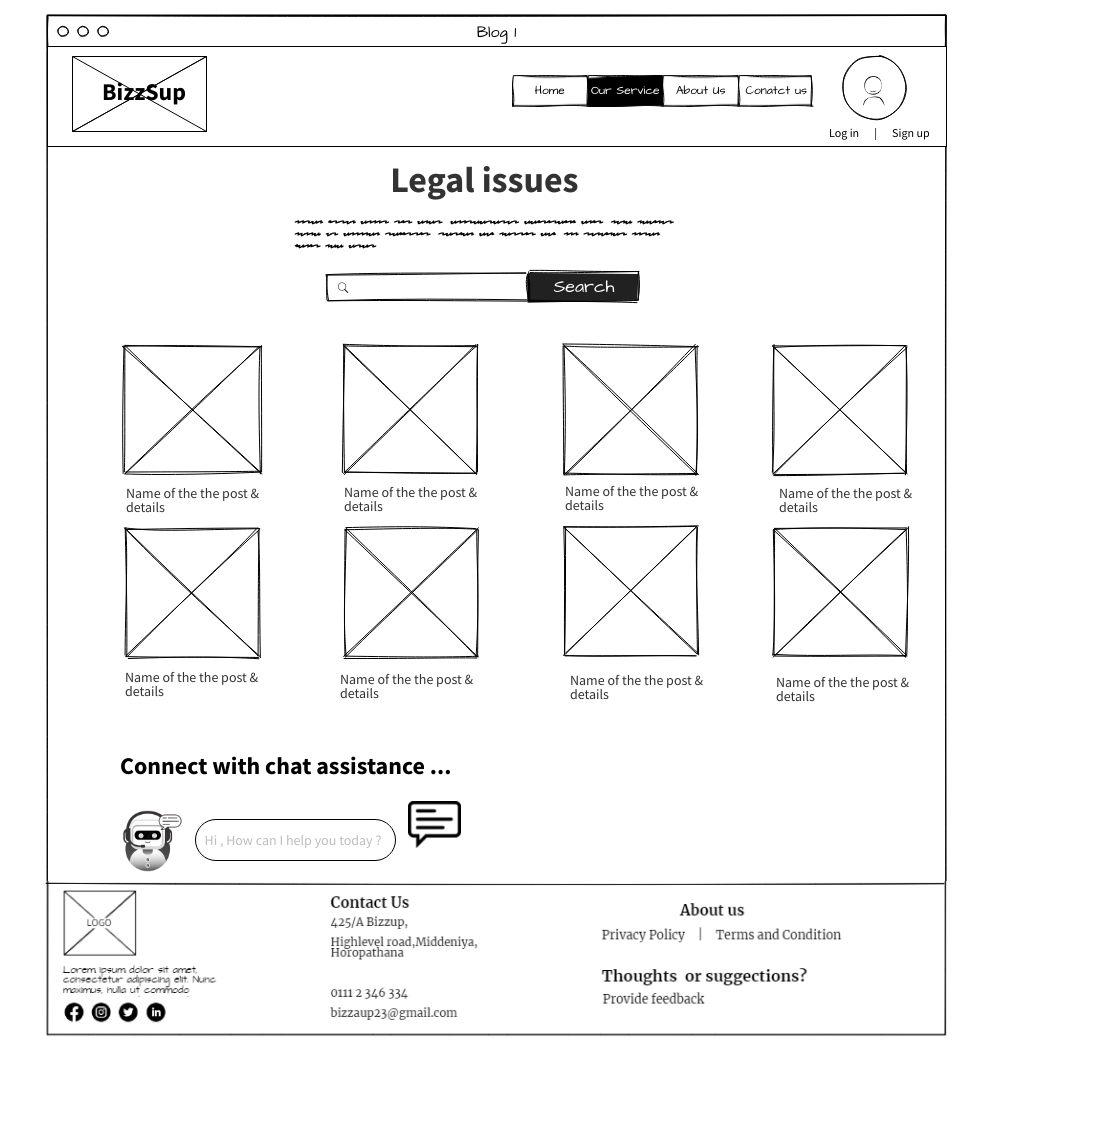 Blog 1
BizzSup
Home
Our Service
About Us
Conatct us
Log in | Sign up
Legal issues
Search
Name of the the post &
details
Name of the the post &
details
Name of the the post &
details
Name of the the post &
details
Name of the the post &
details
Name of the the post &
details
Name of the the post &
details
Name of the the post &
details
Connect with chat assistance ...
Hi , How can I help you today ?
LOGO
Lorem ipsum dolor sit amet,
consectetur adipiscing elit. Nunc
maximus, nulla ut commodo
Contact Us
425/A Bizzup,
Highlevel road,Middeniya,
Horopathana
0111 2 346 334
bizzaup23@gmail.com
About us
Privacy Policy | Terms and Condition
Thoughts or suggestions?
Provide feedback